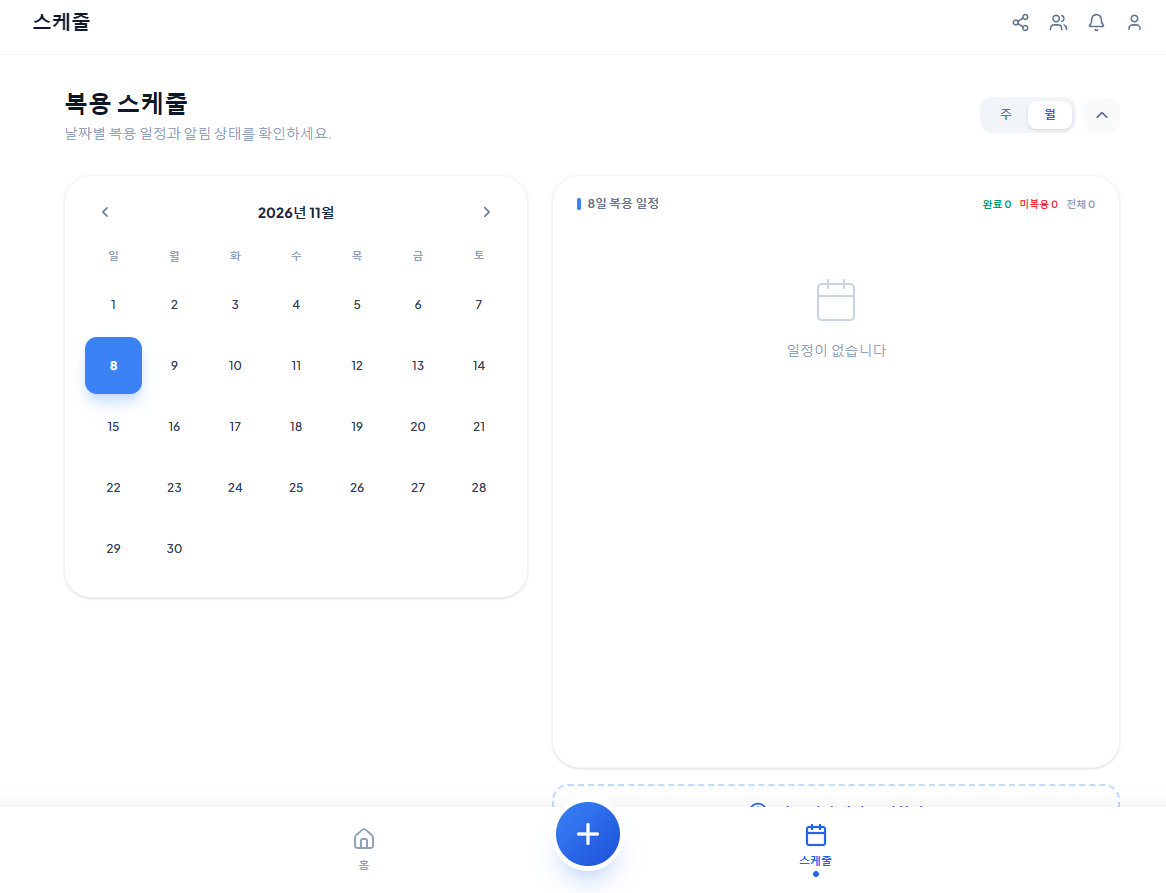 스케줄
복용 스케줄
날짜별 복용 일정과 알림 상태를 확인하세요.
주 월
2026년 11월
일 월 화 수 목 금 토
1 2 3 4 5 6 7
8 9 10 11 12 13 14
15 16 17 18 19 20 21
22 23 24 25 26 27 28
29 30
8일 복용 일정
완료 0 미복용 0 전체 0
일정이 없습니다
홈
스케줄